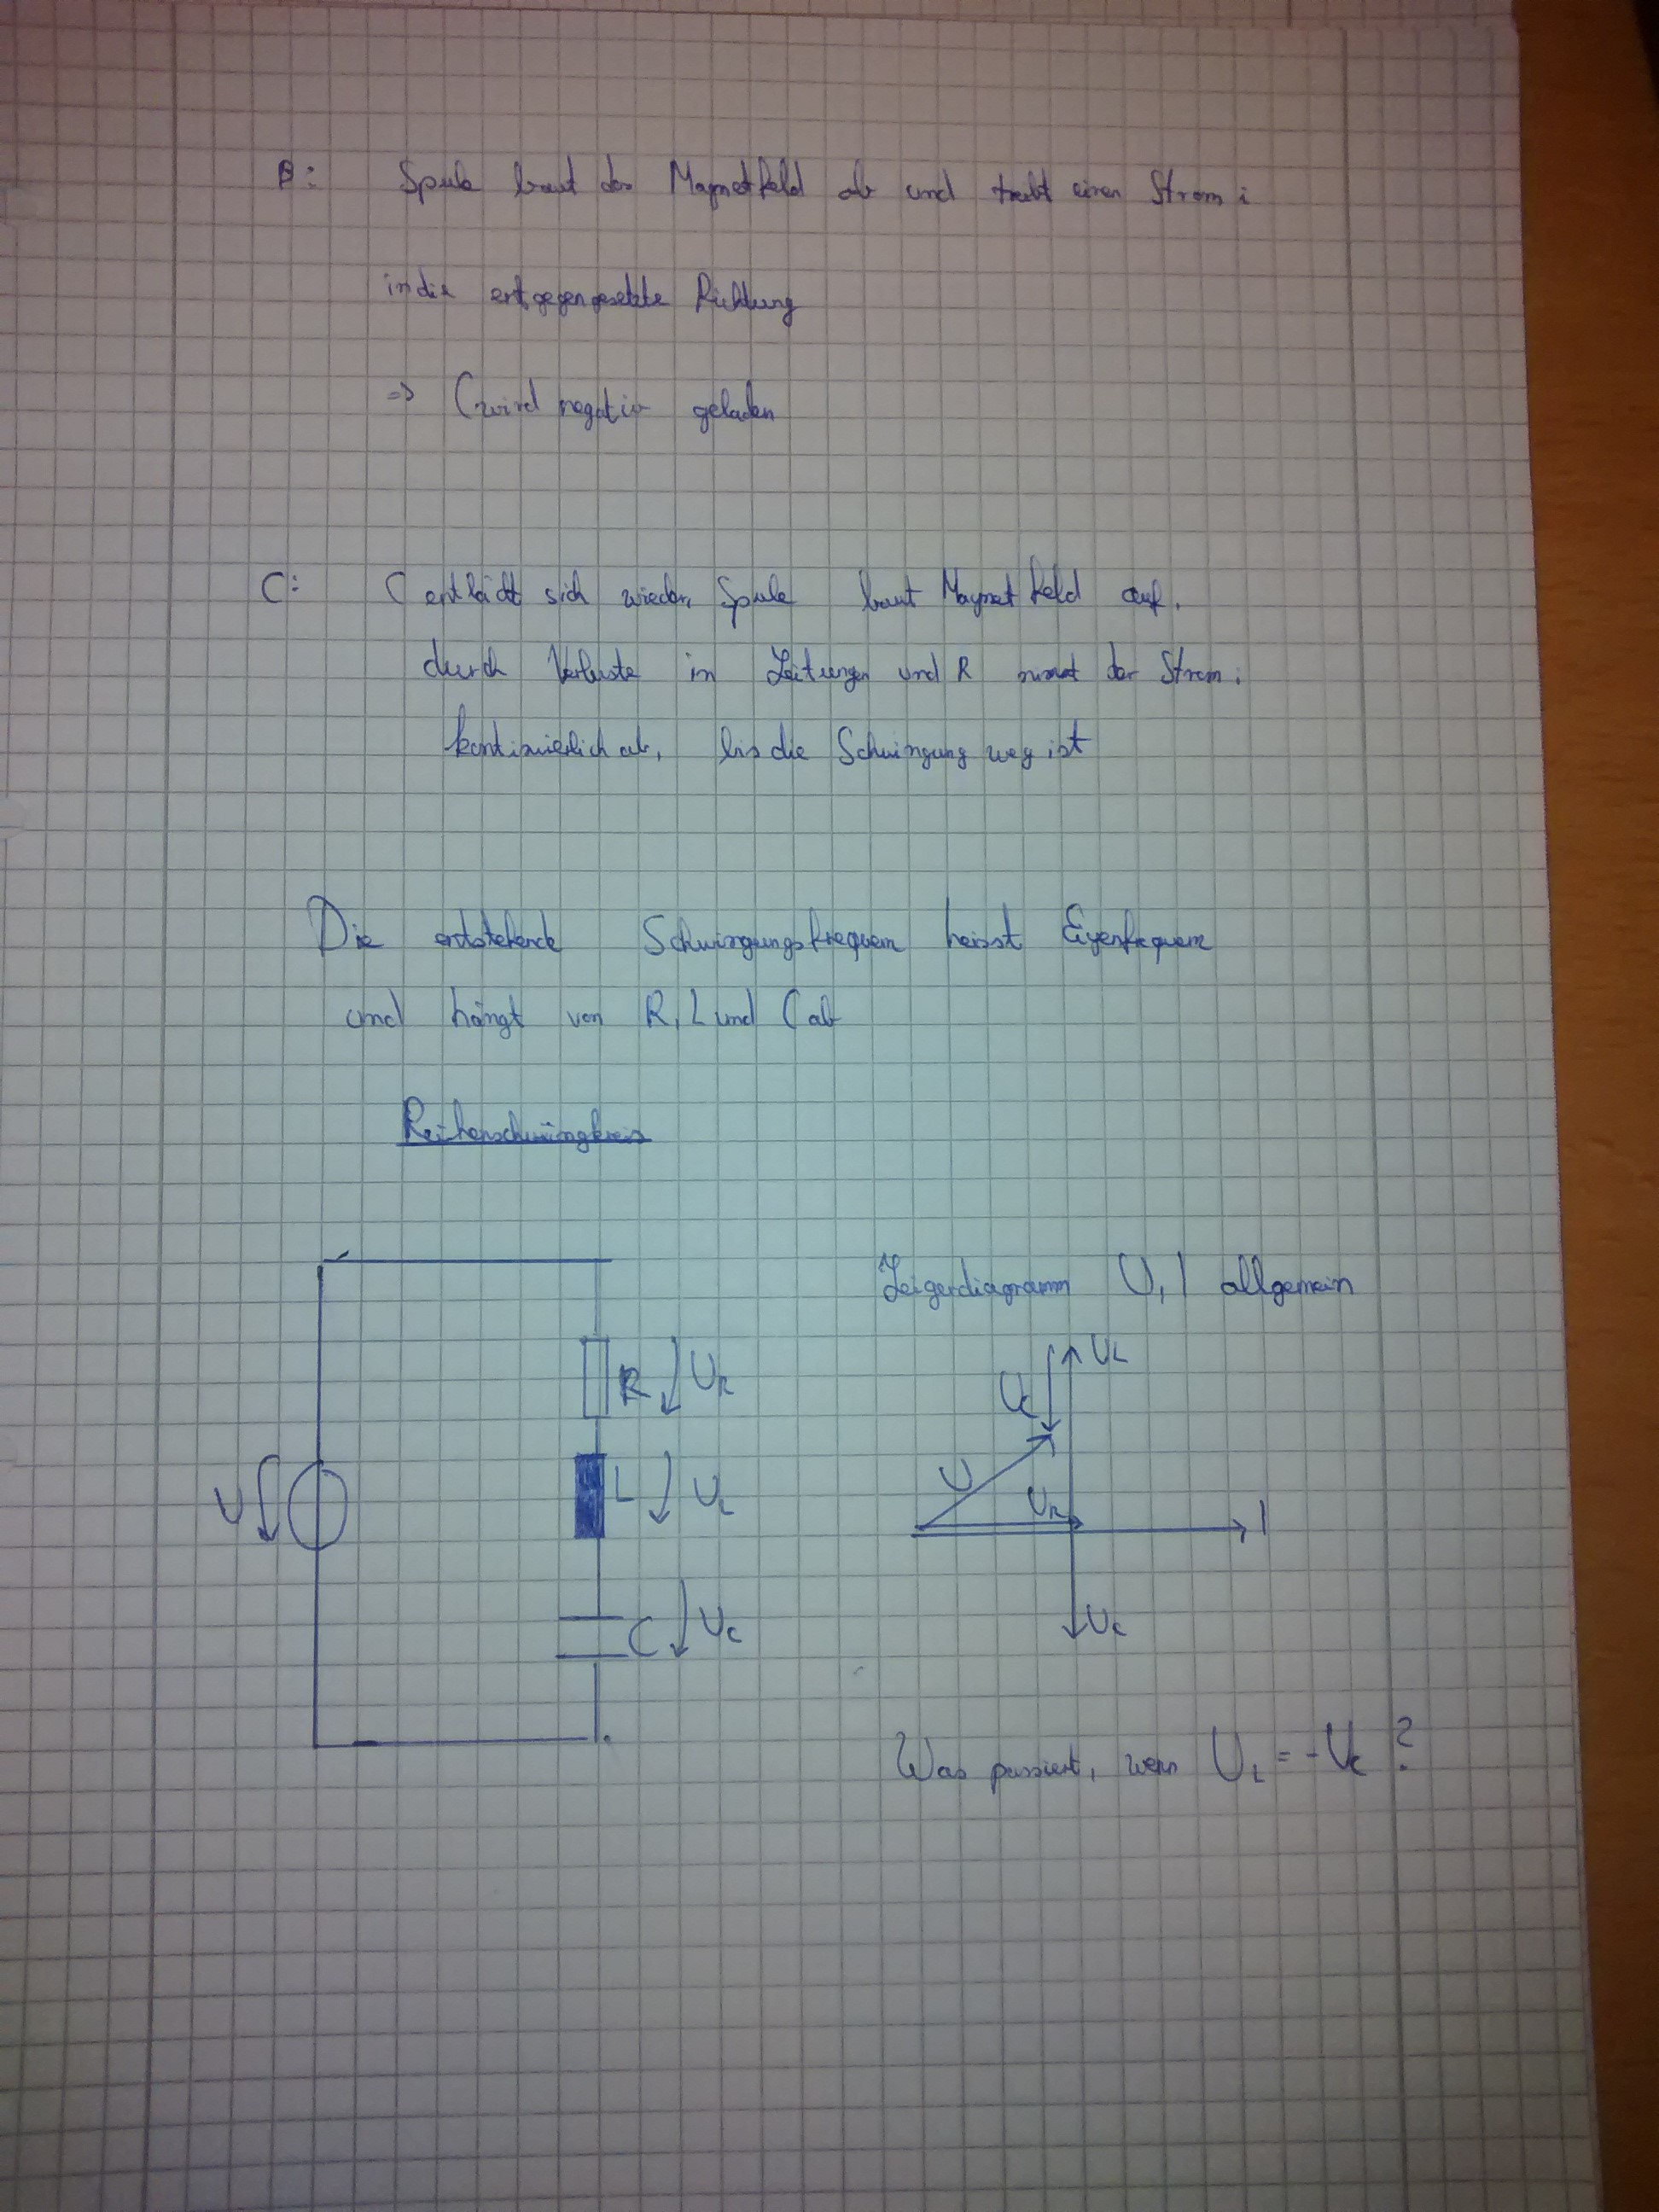 B: Spule baut das Magnetfeld ab und treibt einen Strom i
in die entgegengesetzte Richtung
=> C wird negativ geladen
C: C entlädt sich wieder, Spule baut Magnetfeld auf.
durch Verluste in Leitungen und R nimmt der Strom i
kontinuierlich ab, bis die Schwingung weg ist
Die entstehende Schwingungsfrequenz heisst Eigenfrequenz
und hängt von R, L und C ab
Reihenschwingkreis
Zeigerdiagramm U, I allgemein
R U_R
L U_L
C U_C
U
U_L
U_C
U
U_R
I
U_C
Was passiert, wenn U_L = -U_C ?